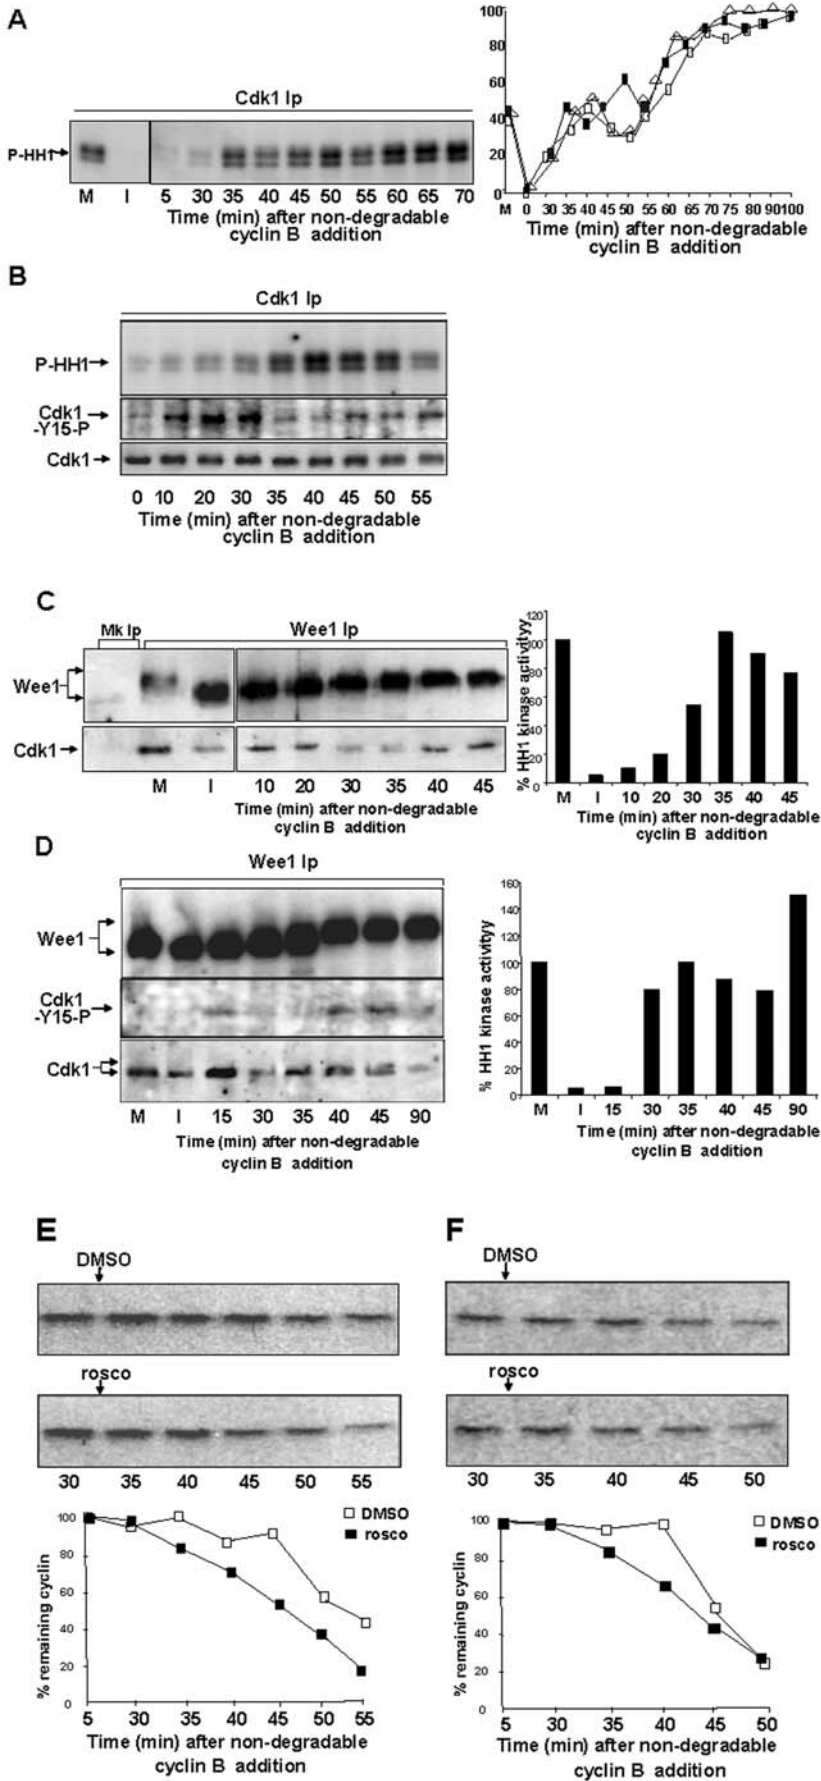 A
Cdk1 Ip
P-HH1
M I 5 30 35 40 45 50 55 60 65 70
Time (min) after non-degradable
cyclin B addition
100
80
60
40
20
0
M 0 30 35 40 45 50 55 60 65 70 75 80 90100
Time (min) after non-degradable
cyclin B addition
B
Cdk1 Ip
P-HH1
Cdk1
-Y15-P
Cdk1
0 10 20 30 35 40 45 50 55
Time (min) after non-degradable
cyclin B addition
C
Mk Ip
Wee1 Ip
Wee1
Cdk1
M I 10 20 30 35 40 45
Time (min) after non-degradable
cyclin B addition
% HH1 kinase activityy
120
100
80
60
40
20
0
M I 10 20 30 35 40 45
Time (min) after non-degradable
cyclin B addition
D
Wee1 Ip
Wee1
Cdk1
-Y15-P
Cdk1
M I 15 30 35 40 45 90
Time (min) after non-degradable
cyclin B addition
% HH1 kinase activityy
160
140
120
100
80
60
40
20
0
M I 15 30 35 40 45 90
Time (min) after non-degradable
cyclin B addition
E
DMSO
rosco
30 35 40 45 50 55
% remaining cyclin
100
80
60
40
20
0
DMSO
rosco
5 30 35 40 45 50 55
Time (min) after non-degradable
cyclin B addition
F
DMSO
rosco
30 35 40 45 50
% remaining cyclin
100
80
60
40
20
0
DMSO
rosco
5 30 35 40 45 50
Time (min) after non-degradable
cyclin B addition